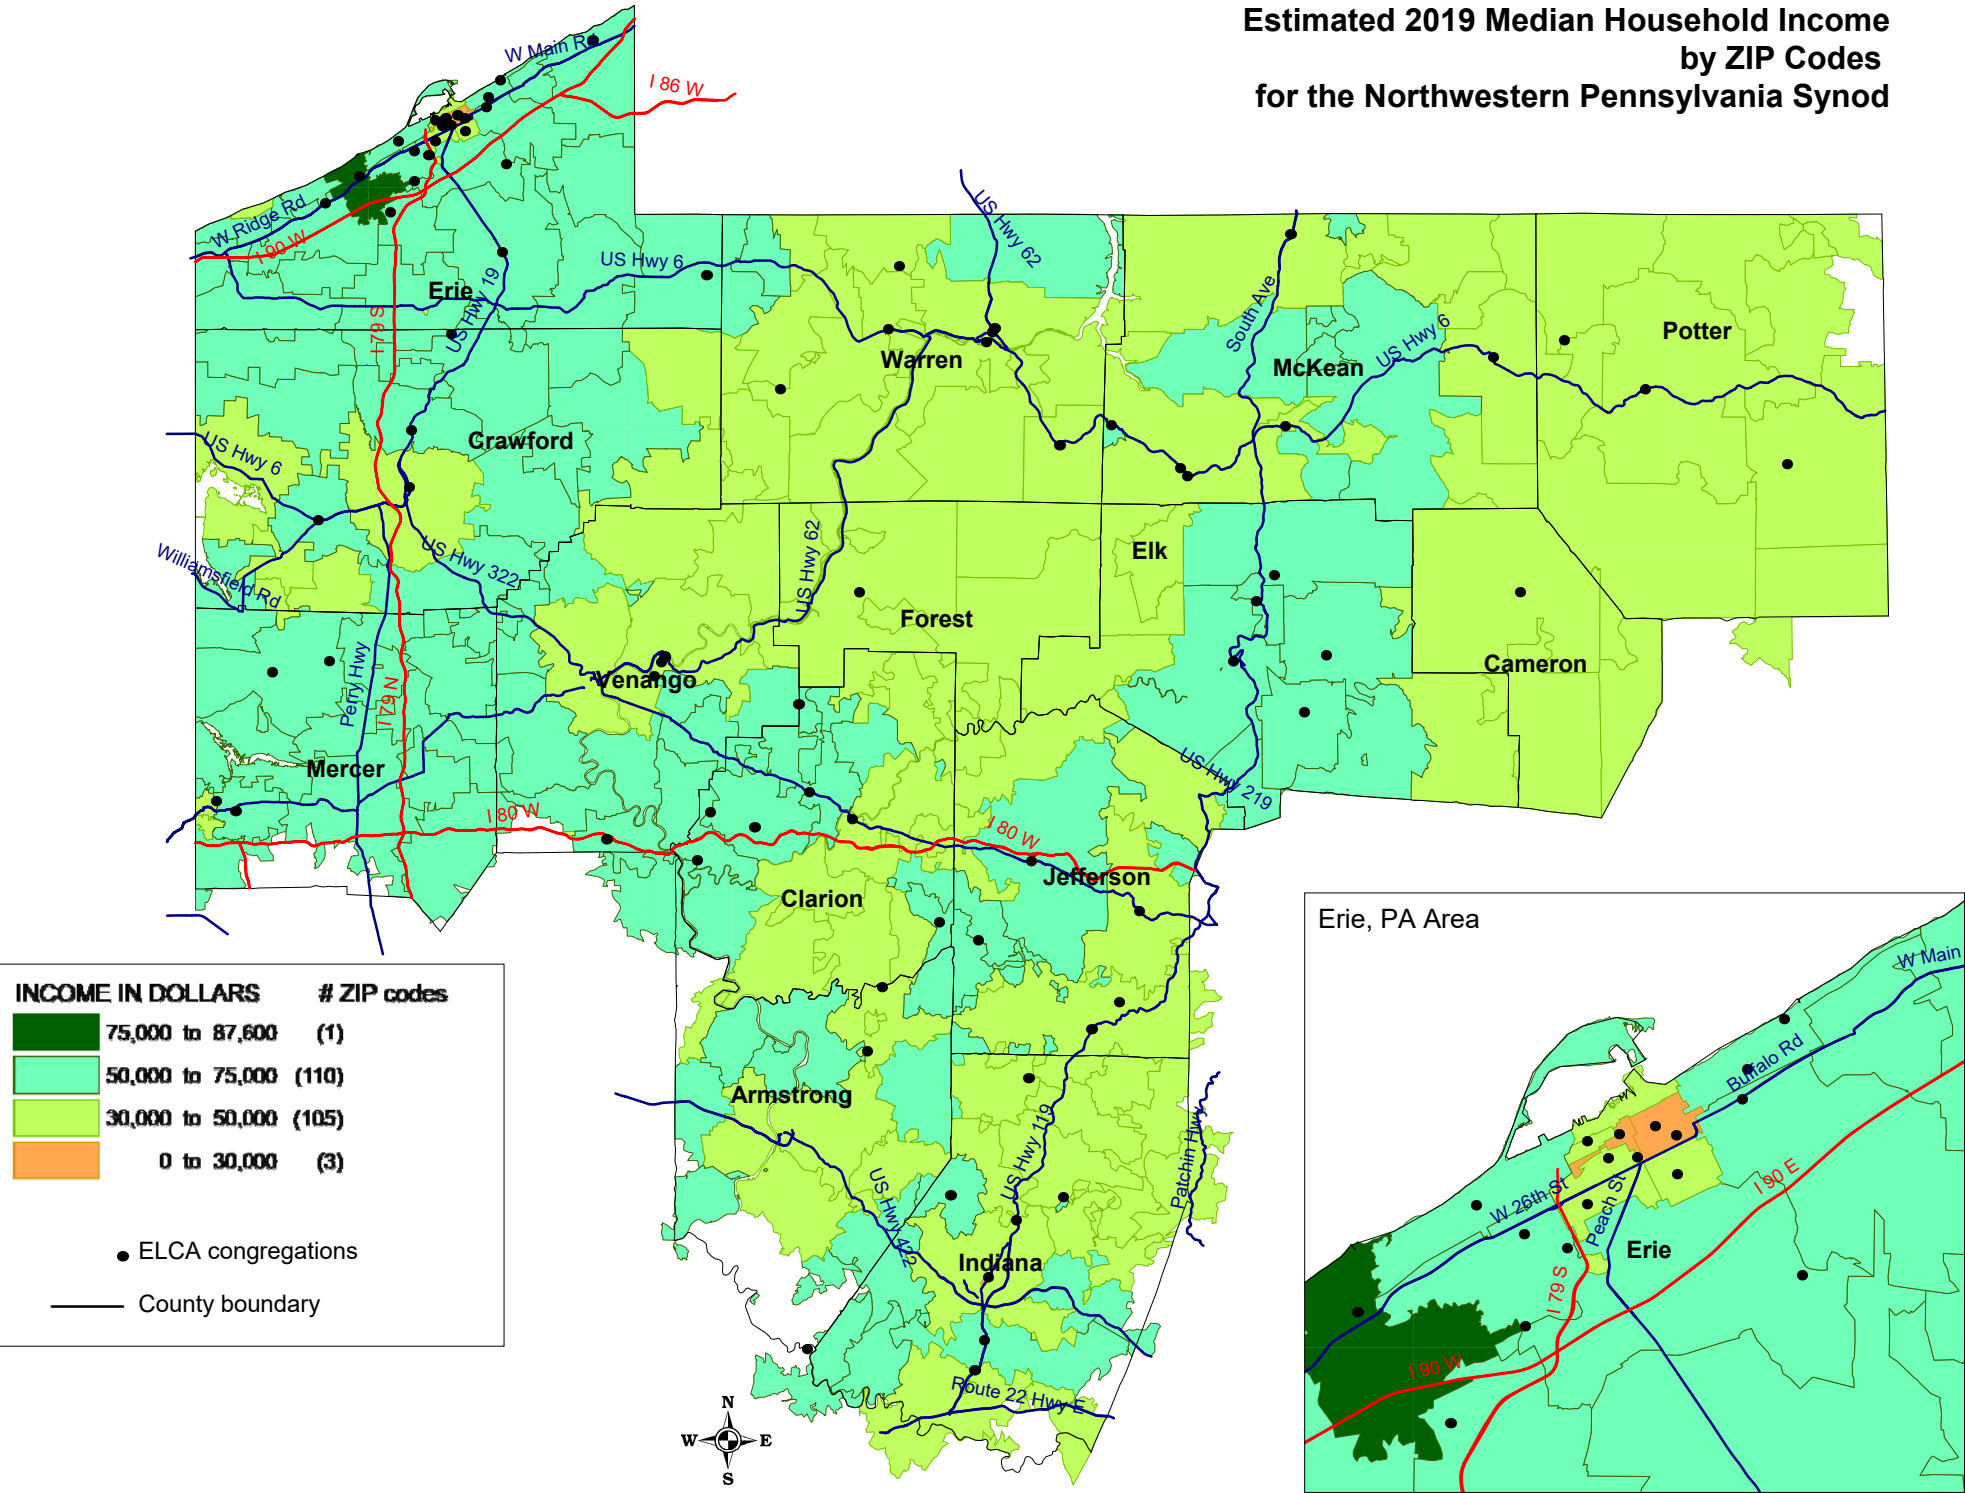 Estimated 2019 Median Household Income
by ZIP Codes
for the Northwestern Pennsylvania Synod
W Main Rd
I 86 W
W Ridge Rd
I 90 W
US Hwy 62
US Hwy 6
US Hwy 19
Erie
I 79 S
South Ave
US Hwy 6
Potter
Warren
McKean
Crawford
US Hwy 6
US Hwy 62
US Hwy 322
Elk
Williamsfield Rd
Forest
Cameron
Perry Hwy
I 79 N
Venango
Mercer
US Hwy 219
I 80 W
I 80 W
Jefferson
Clarion
Armstrong
US Hwy 119
Patchin Hwy
US Hwy 422
Indiana
Route 22 Hwy E
N
W
E
S
INCOME IN DOLLARS # ZIP codes
75,000 to 87,600 (1)
50,000 to 75,000 (110)
30,000 to 50,000 (105)
0 to 30,000 (3)
ELCA congregations
County boundary
Erie, PA Area
W Main
Buffalo Rd
I 90 E
W 26th St
Peach St
Erie
I 79 S
I 90 W